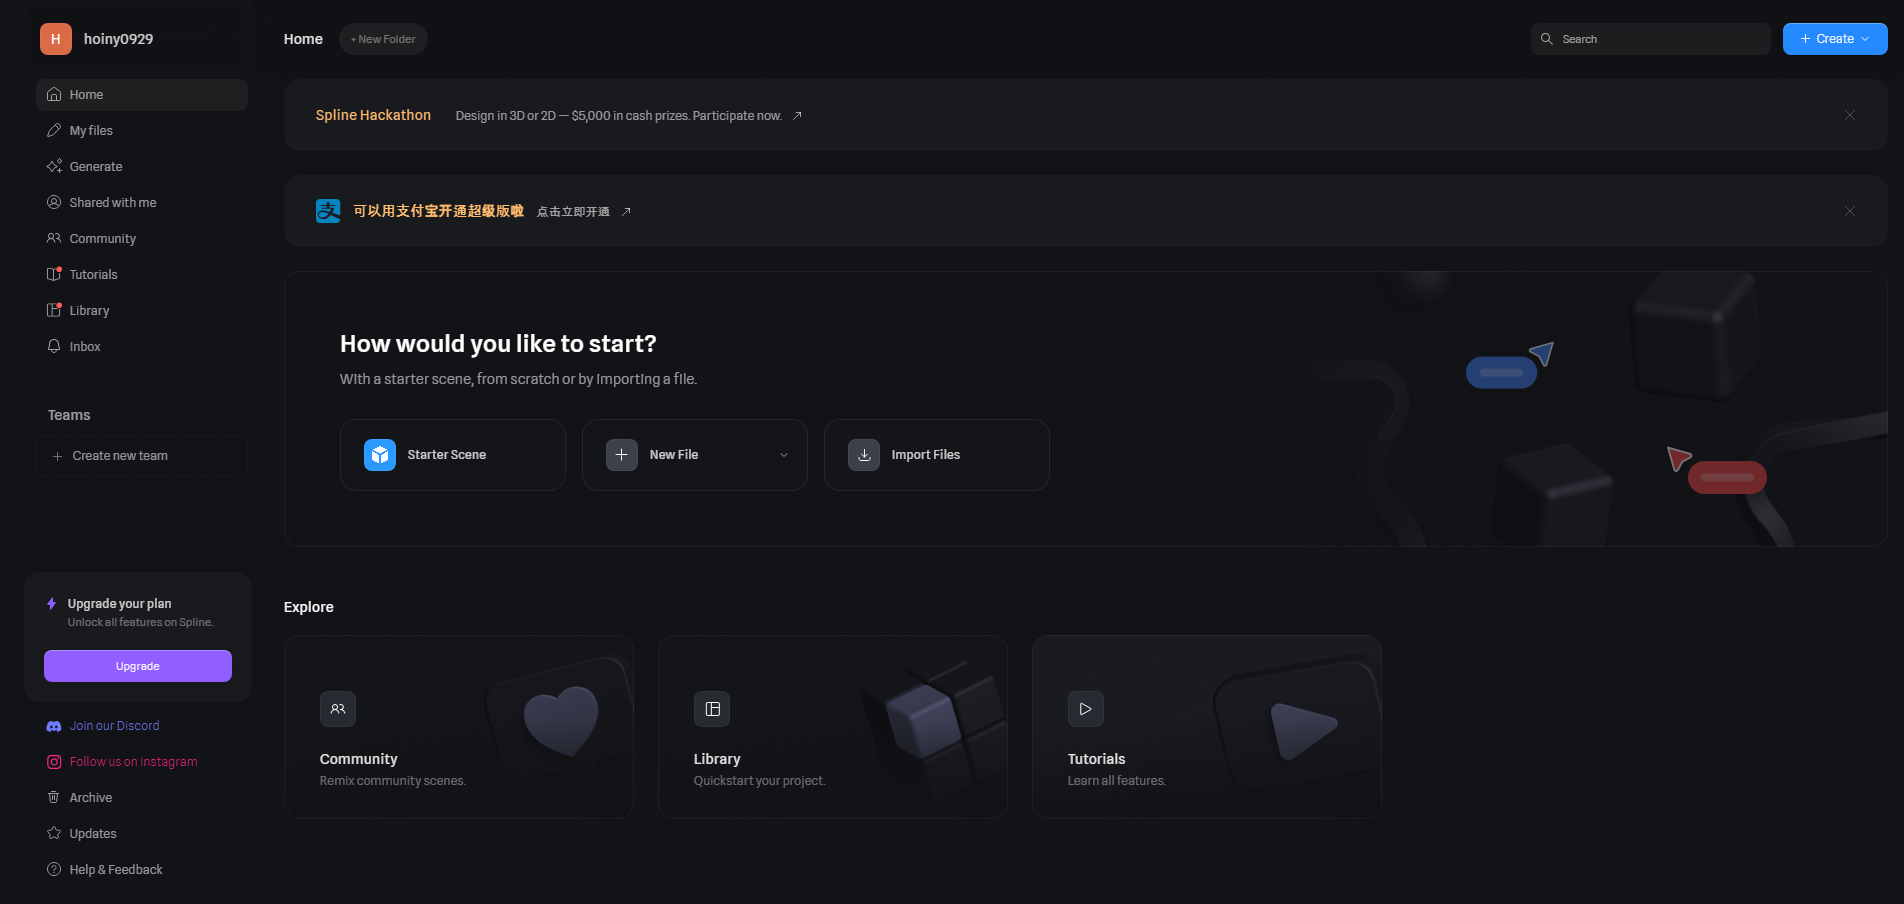 H
hoiny0929
Home
My files
Generate
Shared with me
Community
Tutorials
Library
Inbox
Teams
+ Create new team
Upgrade your plan
Unlock all features on Spline.
Upgrade
Join our Discord
Follow us on Instagram
Archive
Updates
Help & Feedback
Home
+ New Folder
Search
+ Create
Spline Hackathon Design in 3D or 2D — $5,000 in cash prizes. Participate now.
支 可以用支付宝开通超级版啦 点击立即开通
How would you like to start?
With a starter scene, from scratch or by importing a file.
Starter Scene
New File
Import Files
Explore
Community
Remix community scenes.
Library
Quickstart your project.
Tutorials
Learn all features.